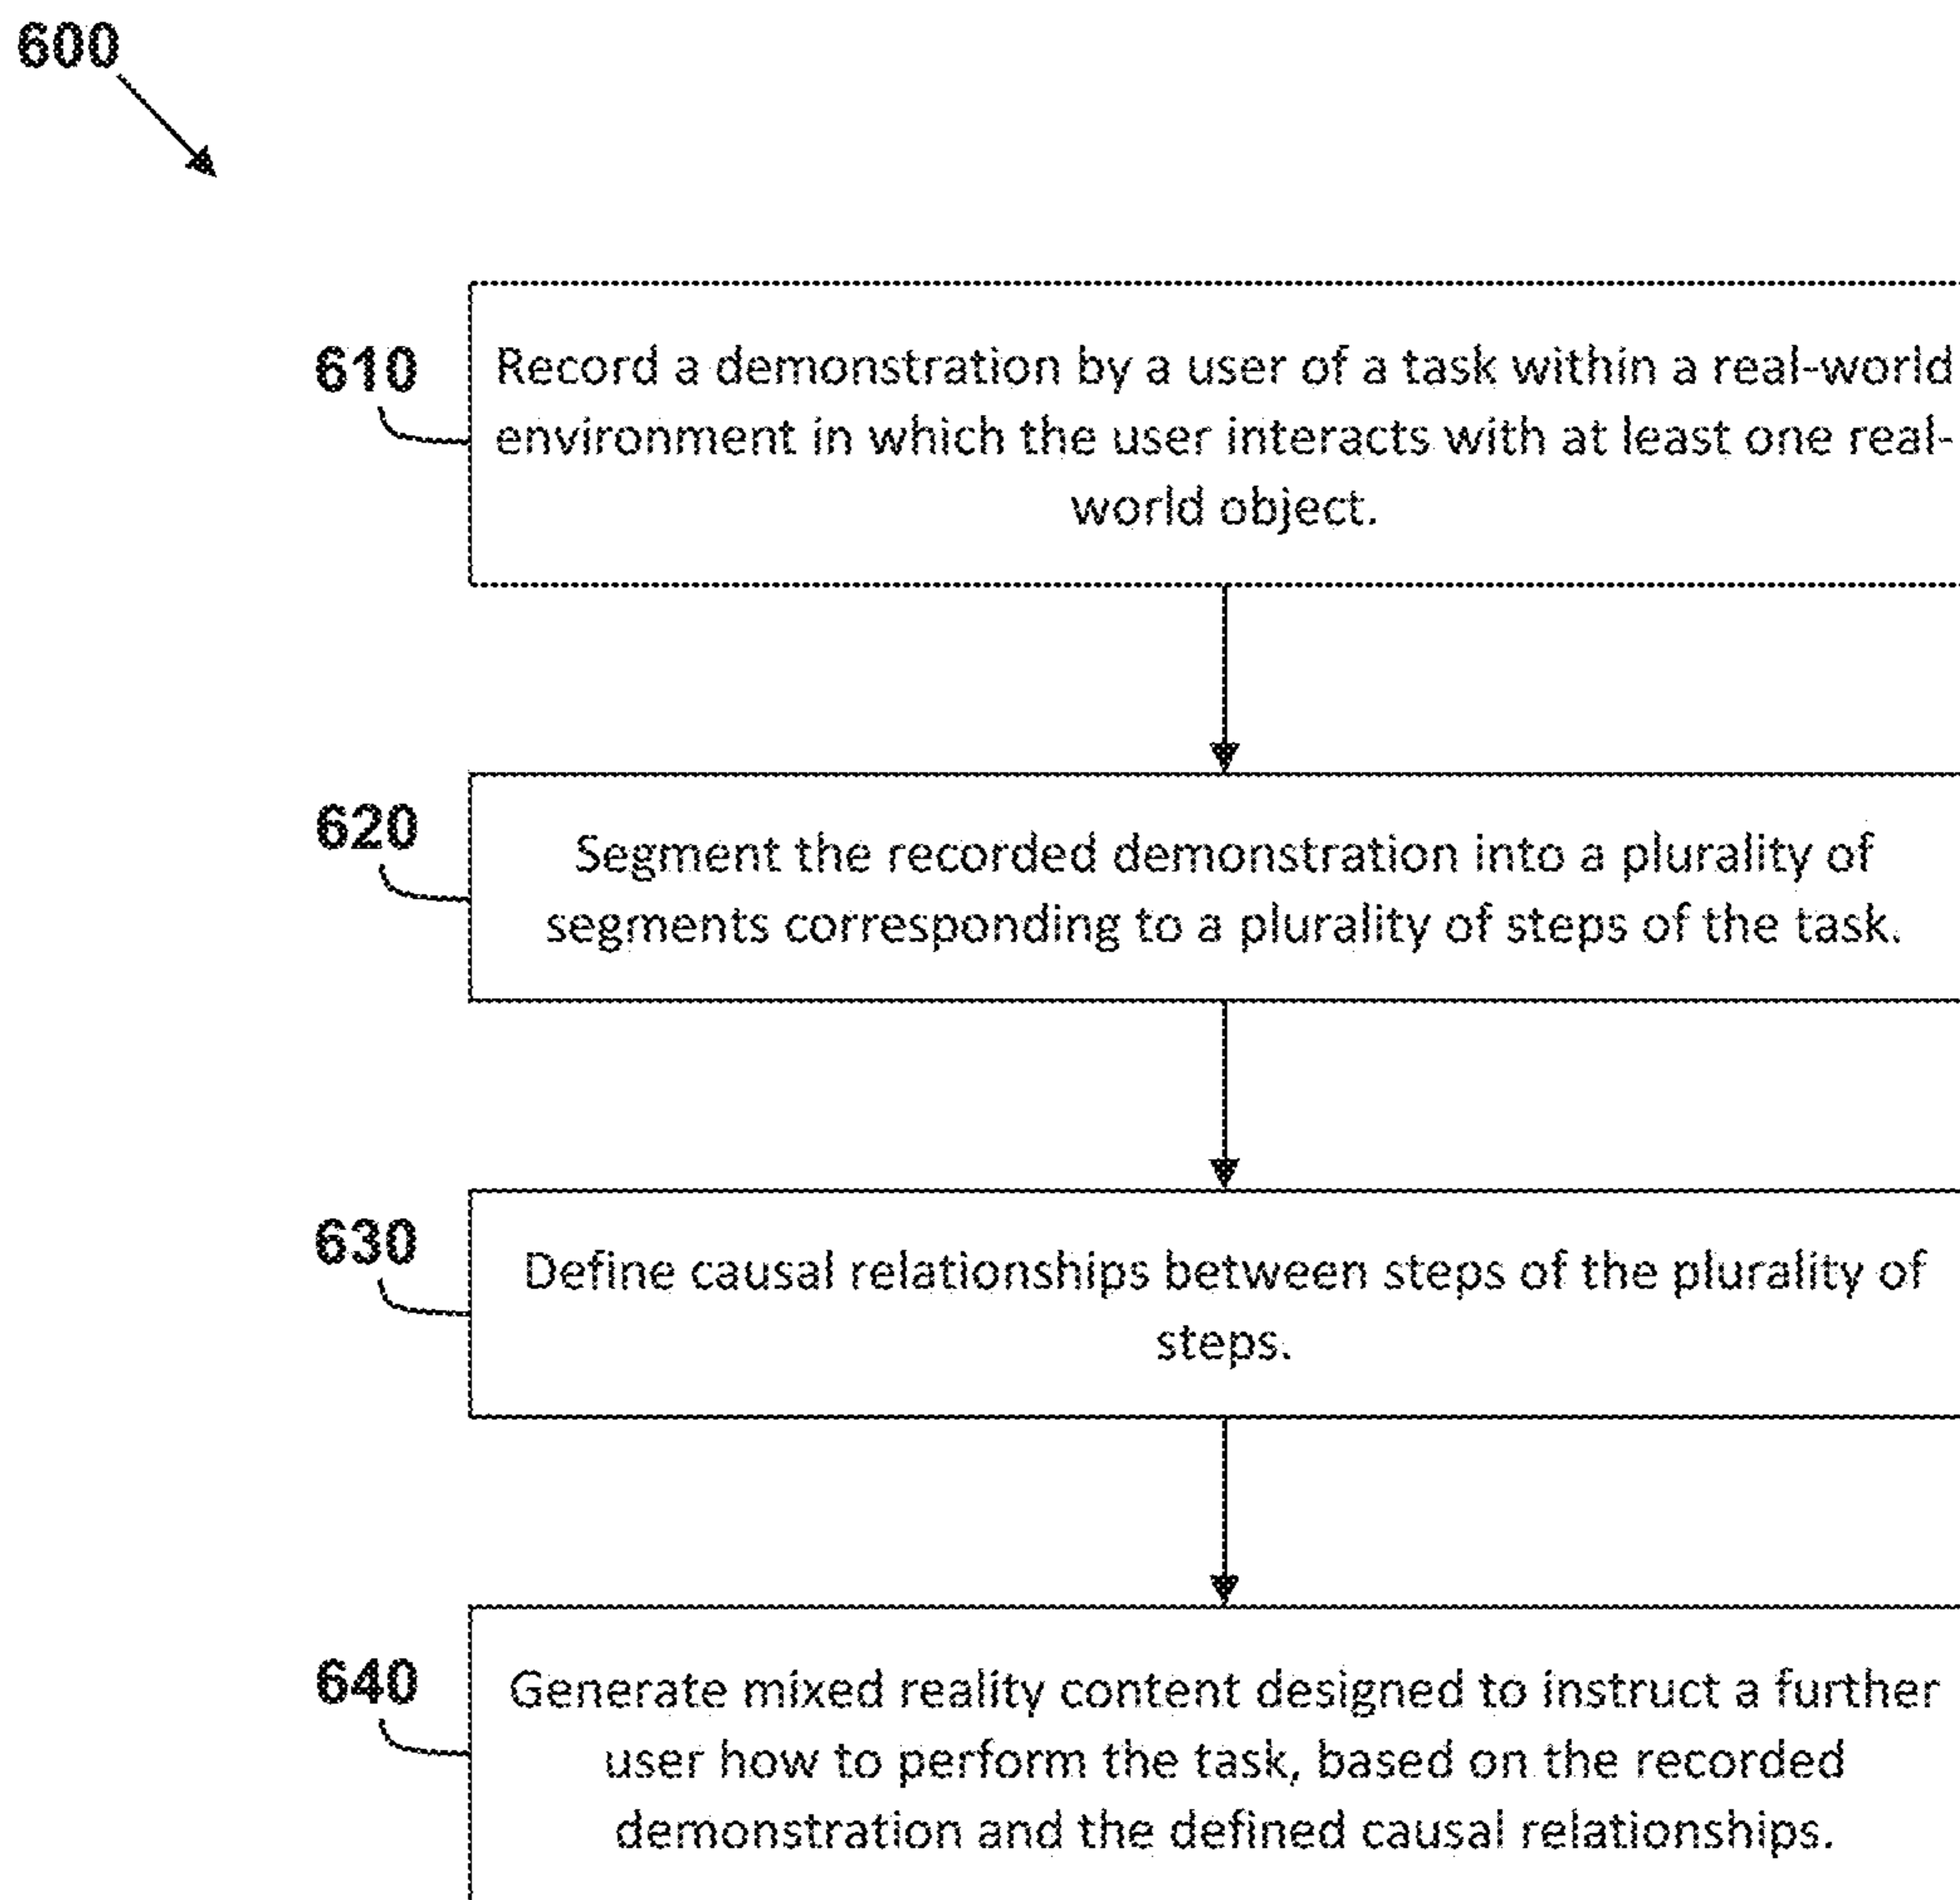 600
610
Record a demonstration by a user of a task within a real-world
environment in which the user interacts with at least one real-
world object.
620
Segment the recorded demonstration into a plurality of
segments corresponding to a plurality of steps of the task.
630
Define causal relationships between steps of the plurality of
steps.
640
Generate mixed reality content designed to instruct a further
user how to perform the task, based on the recorded
demonstration and the defined causal relationships.